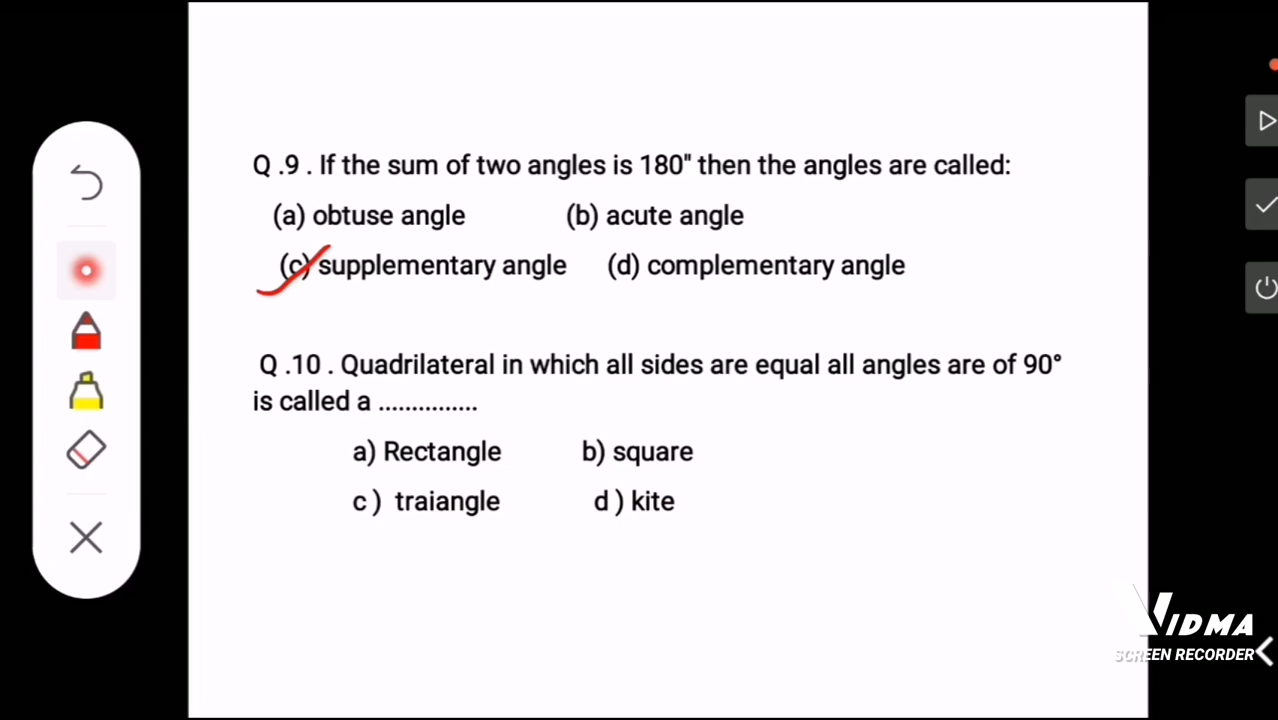 Q .9 . If the sum of two angles is 180" then the angles are called:
(a) obtuse angle (b) acute angle
(c) supplementary angle (d) complementary angle
Q .10 . Quadrilateral in which all sides are equal all angles are of 90°
is called a ...............
a) Rectangle b) square
c ) traiangle d ) kite
VIDMA
SCREEN RECORDER